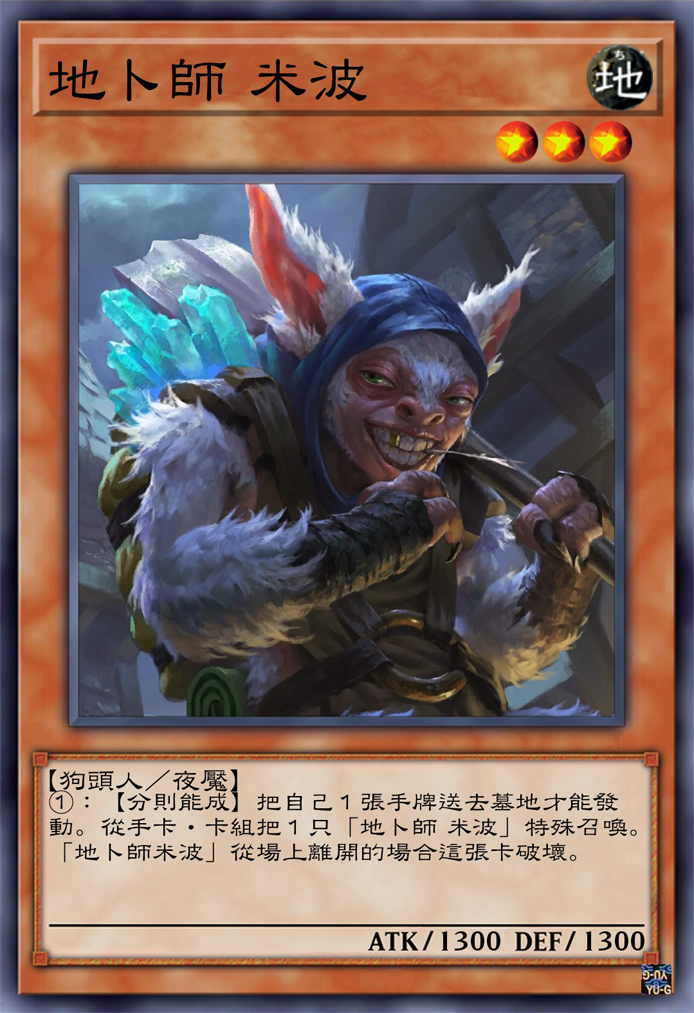 地卜師 米波
ち
地
【狗頭人／夜魘】
①：【分則能成】把自己１張手牌送去墓地才能發
動。從手卡・卡組把１只「地卜師 米波」特殊召喚。
「地卜師米波」從場上離開的場合這張卡破壞。
ATK/1300 DEF/1300
YU-G
YU-G